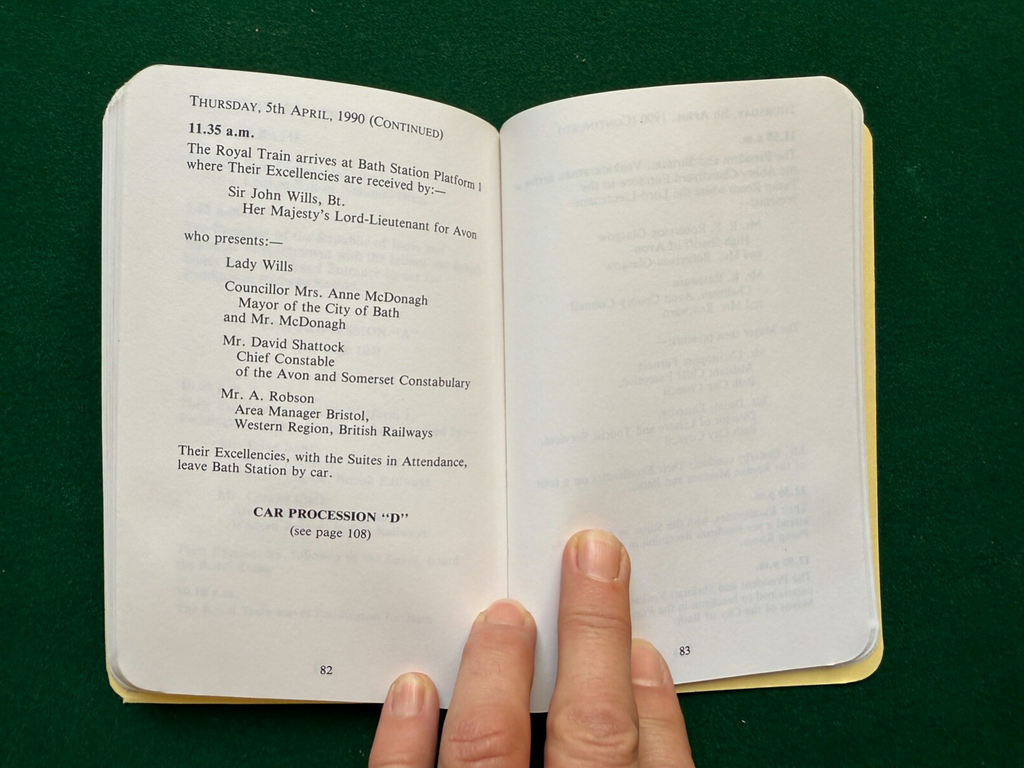 THURSDAY, 5th APRIL, 1990 (CONTINUED)
11.35 a.m.
The Royal Train arrives at Bath Station Platform 1
where Their Excellencies are received by:—
Sir John Wills, Bt.
Her Majesty's Lord-Lieutenant for Avon
who presents:—
Lady Wills
Councillor Mrs. Anne McDonagh
Mayor of the City of Bath
and Mr. McDonagh
Mr. David Shattock
Chief Constable
of the Avon and Somerset Constabulary
Mr. A. Robson
Area Manager Bristol,
Western Region, British Railways
Their Excellencies, with the Suites in Attendance,
leave Bath Station by car.
CAR PROCESSION “D”
(see page 108)
82
83